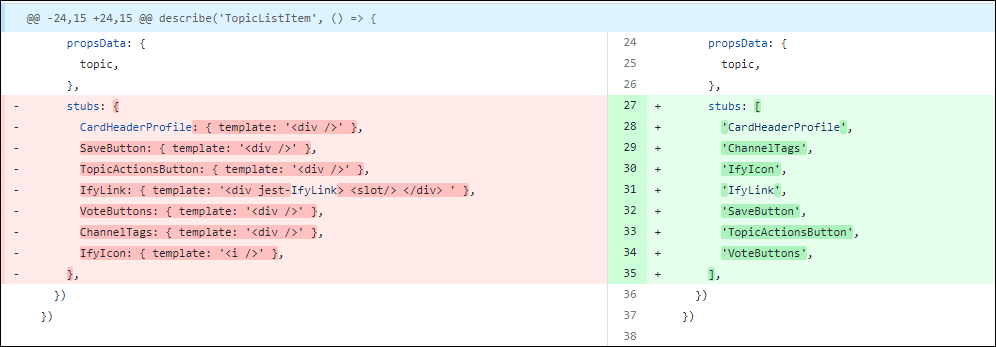 @@ -24,15 +24,15 @@ describe('TopicListItem', () => {
propsData: {
topic,
},
- stubs: {
- CardHeaderProfile: { template: '<div />' },
- SaveButton: { template: '<div />' },
- TopicActionsButton: { template: '<div />' },
- IfyLink: { template: '<div jest-IfyLink> <slot/> </div> ' },
- VoteButtons: { template: '<div />' },
- ChannelTags: { template: '<div />' },
- IfyIcon: { template: '<i />' },
- },
})
})
24 propsData: {
25 topic,
26 },
27 + stubs: [
28 + 'CardHeaderProfile',
29 + 'ChannelTags',
30 + 'IfyIcon',
31 + 'IfyLink',
32 + 'SaveButton',
33 + 'TopicActionsButton',
34 + 'VoteButtons',
35 + ],
36 })
37 })
38